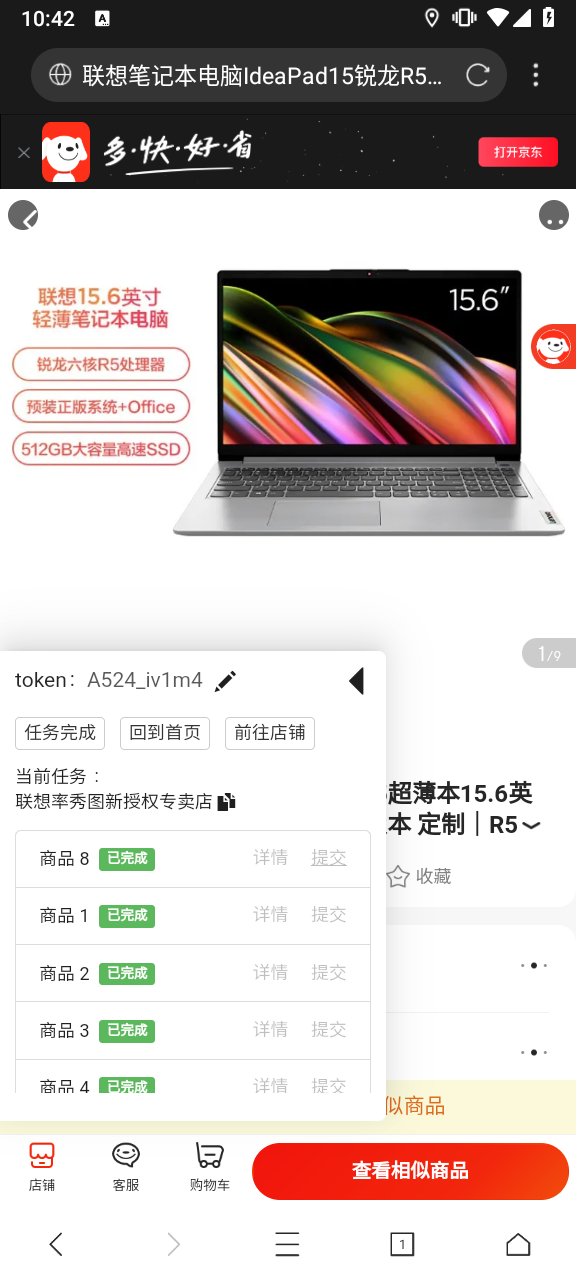 10:42
A
联想笔记本电脑IdeaPad15锐龙R5...
多·快·好·省
打开京东
联想15.6英寸
轻薄笔记本电脑
15.6”
锐龙六核R5处理器
预装正版系统+Office
512GB大容量高速SSD
1/9
token： A524_iv1m4
任务完成 回到首页 前往店铺
当前任务：
联想率秀图新授权专卖店
超薄本15.6英
本 定制｜R5
收藏
商品 8 已完成 详情 提交
商品 1 已完成 详情 提交
商品 2 已完成 详情 提交
商品 3 已完成 详情 提交
商品 4 已完成 详情 提交
似商品
店铺 客服 购物车 查看相似商品
1